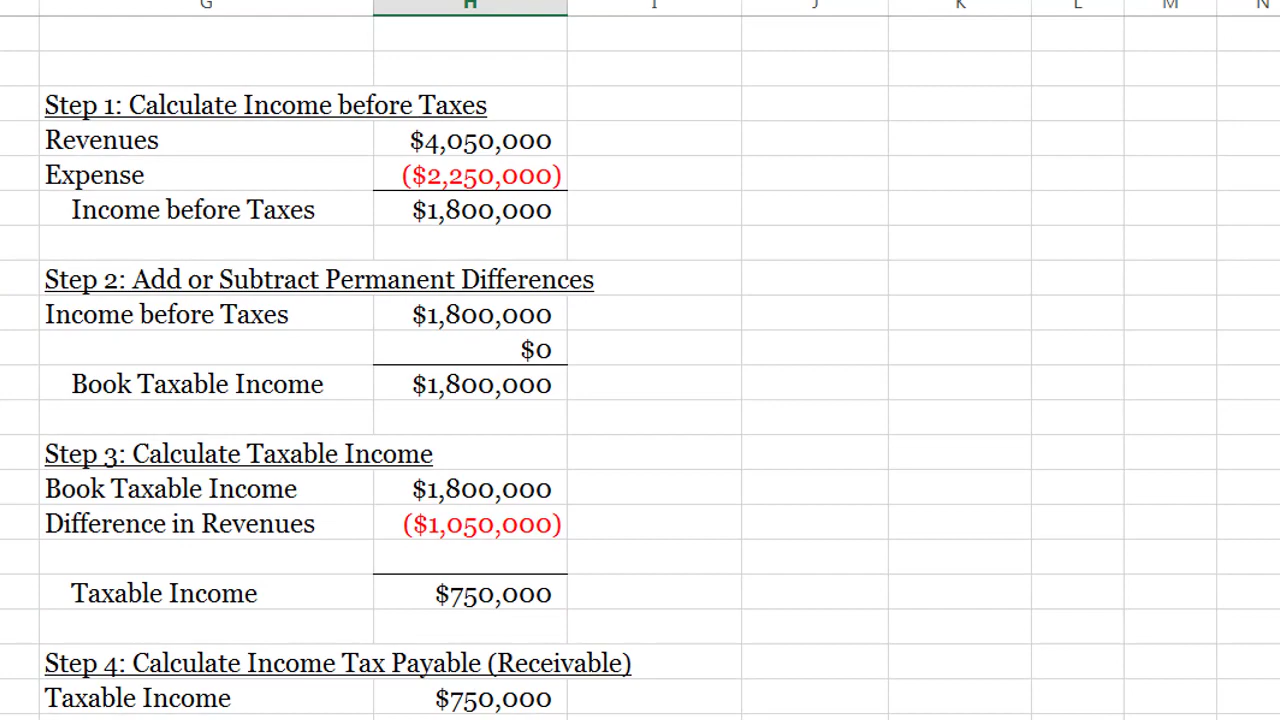 G H I J K L M N
Step 1: Calculate Income before Taxes
Revenues $4,050,000
Expense ($2,250,000)
Income before Taxes $1,800,000
Step 2: Add or Subtract Permanent Differences
Income before Taxes $1,800,000
$0
Book Taxable Income $1,800,000
Step 3: Calculate Taxable Income
Book Taxable Income $1,800,000
Difference in Revenues ($1,050,000)
Taxable Income $750,000
Step 4: Calculate Income Tax Payable (Receivable)
Taxable Income $750,000